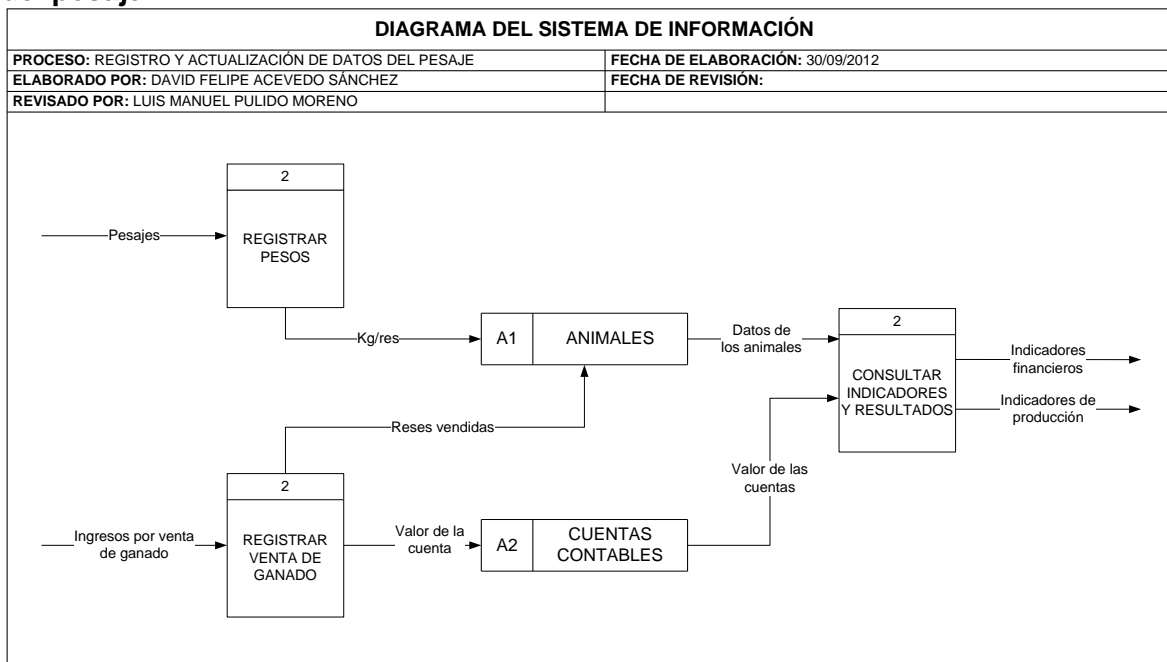 DIAGRAMA DEL SISTEMA DE INFORMACIÓN
PROCESO: REGISTRO Y ACTUALIZACIÓN DE DATOS DEL PESAJE
FECHA DE ELABORACIÓN: 30/09/2012
ELABORADO POR: DAVID FELIPE ACEVEDO SÁNCHEZ
FECHA DE REVISIÓN:
REVISADO POR: LUIS MANUEL PULIDO MORENO
2
Pesajes
REGISTRAR
PESOS
Kg/res
A1
ANIMALES
Datos de
los animales
2
CONSULTAR
INDICADORES
Y RESULTADOS
Indicadores
financieros
Indicadores de
producción
Reses vendidas
Valor de las
cuentas
2
Ingresos por venta
de ganado
REGISTRAR
VENTA DE
GANADO
Valor de la
cuenta
A2
CUENTAS
CONTABLES